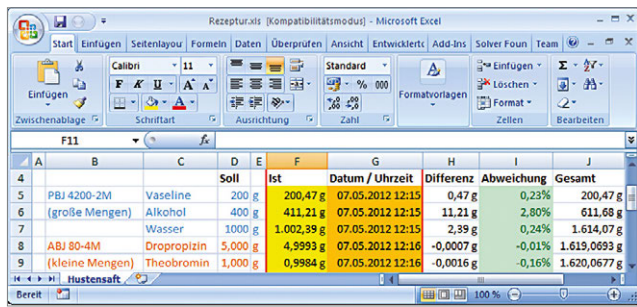 Rezeptur.xls [Kompatibilitätsmodus] - Microsoft Excel
Start Einfügen Seitenlayou Formeln Daten Überprüfen Ansicht Entwicklerte Add-Ins Solver Foun Team
Calibri 11 Standard Einfügen
Einfügen F K U A A % 000 Formatvorlagen Löschen
Format
Zwischenablage Schriftart Ausrichtung Zahl Zellen Bearbeiten
F11 fx
A B C D E F G H I J
4 Soll Ist Datum / Uhrzeit Differenz Abweichung Gesamt
5 PBJ 4200-2M Vaseline 200 g 200,47 g 07.05.2012 12:15 0,47 g 0,23% 200,47 g
6 (große Mengen) Alkohol 400 g 411,21 g 07.05.2012 12:15 11,21 g 2,80% 611,68 g
7 Wasser 1000 g 1.002,39 g 07.05.2012 12:15 2,39 g 0,24% 1.614,07 g
8 ABJ 80-4M Dropropizin 5,000 g 4,9993 g 07.05.2012 12:16 -0,0007 g -0,01% 1.619,0693 g
9 (kleine Mengen) Theobromin 1,000 g 0,9984 g 07.05.2012 12:16 -0,0016 g -0,16% 1.620,0677 g
Hustensaft
Bereit 100 %